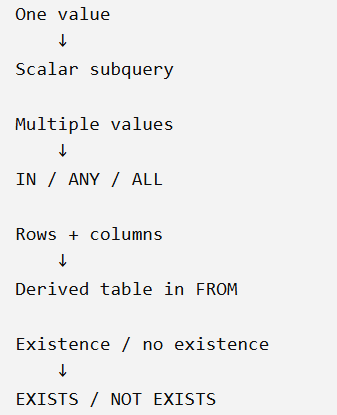 One value
↓
Scalar subquery
Multiple values
↓
IN / ANY / ALL
Rows + columns
↓
Derived table in FROM
Existence / no existence
↓
EXISTS / NOT EXISTS